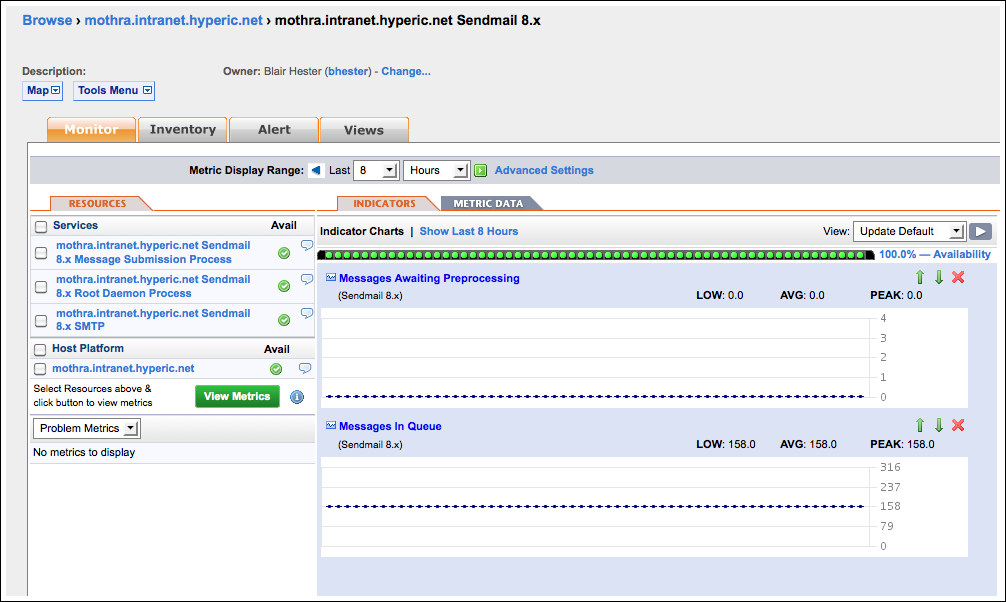 Browse › mothra.intranet.hyperic.net › mothra.intranet.hyperic.net Sendmail 8.x
Description:
Owner: Blair Hester (bhester) - Change...
Map
Tools Menu
Monitor
Inventory
Alert
Views
Metric Display Range: Last 8 Hours Advanced Settings
RESOURCES
Services Avail
mothra.intranet.hyperic.net Sendmail
8.x Message Submission Process
mothra.intranet.hyperic.net Sendmail
8.x Root Daemon Process
mothra.intranet.hyperic.net Sendmail
8.x SMTP
Host Platform Avail
mothra.intranet.hyperic.net
Select Resources above &
click button to view metrics
View Metrics
i
Problem Metrics
No metrics to display
INDICATORS
METRIC DATA
Indicator Charts | Show Last 8 Hours
View: Update Default
100.0% — Availability
Messages Awaiting Preprocessing
(Sendmail 8.x)
LOW: 0.0 AVG: 0.0 PEAK: 0.0
4
3
2
1
0
Messages In Queue
(Sendmail 8.x)
LOW: 158.0 AVG: 158.0 PEAK: 158.0
316
237
158
79
0